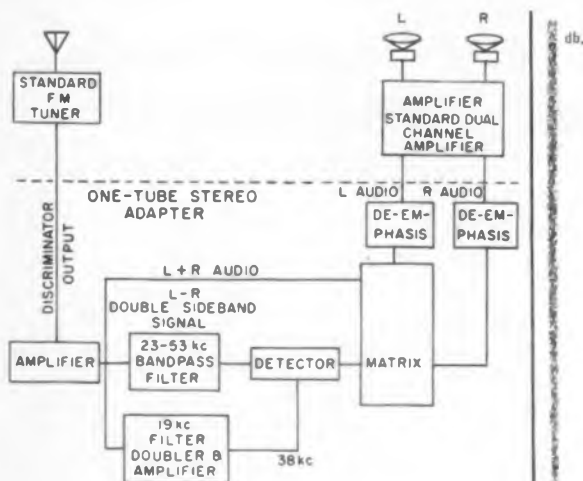 L R
db,
STANDARD
FM
TUNER
AMPLIFIER
STANDARD DUAL
CHANNEL
AMPLIFIER
ONE-TUBE STEREO
ADAPTER
L AUDIO R AUDIO
DE-EM-
PHASIS
DE-EM-
PHASIS
DISCRIMINATOR
OUTPUT
L+R AUDIO
L-R
DOUBLE SIDEBAND
SIGNAL
AMPLIFIER
23-53 kc
BANDPASS
FILTER
DETECTOR
MATRIX
19kc
FILTER
DOUBLER &
AMPLIFIER
38kc